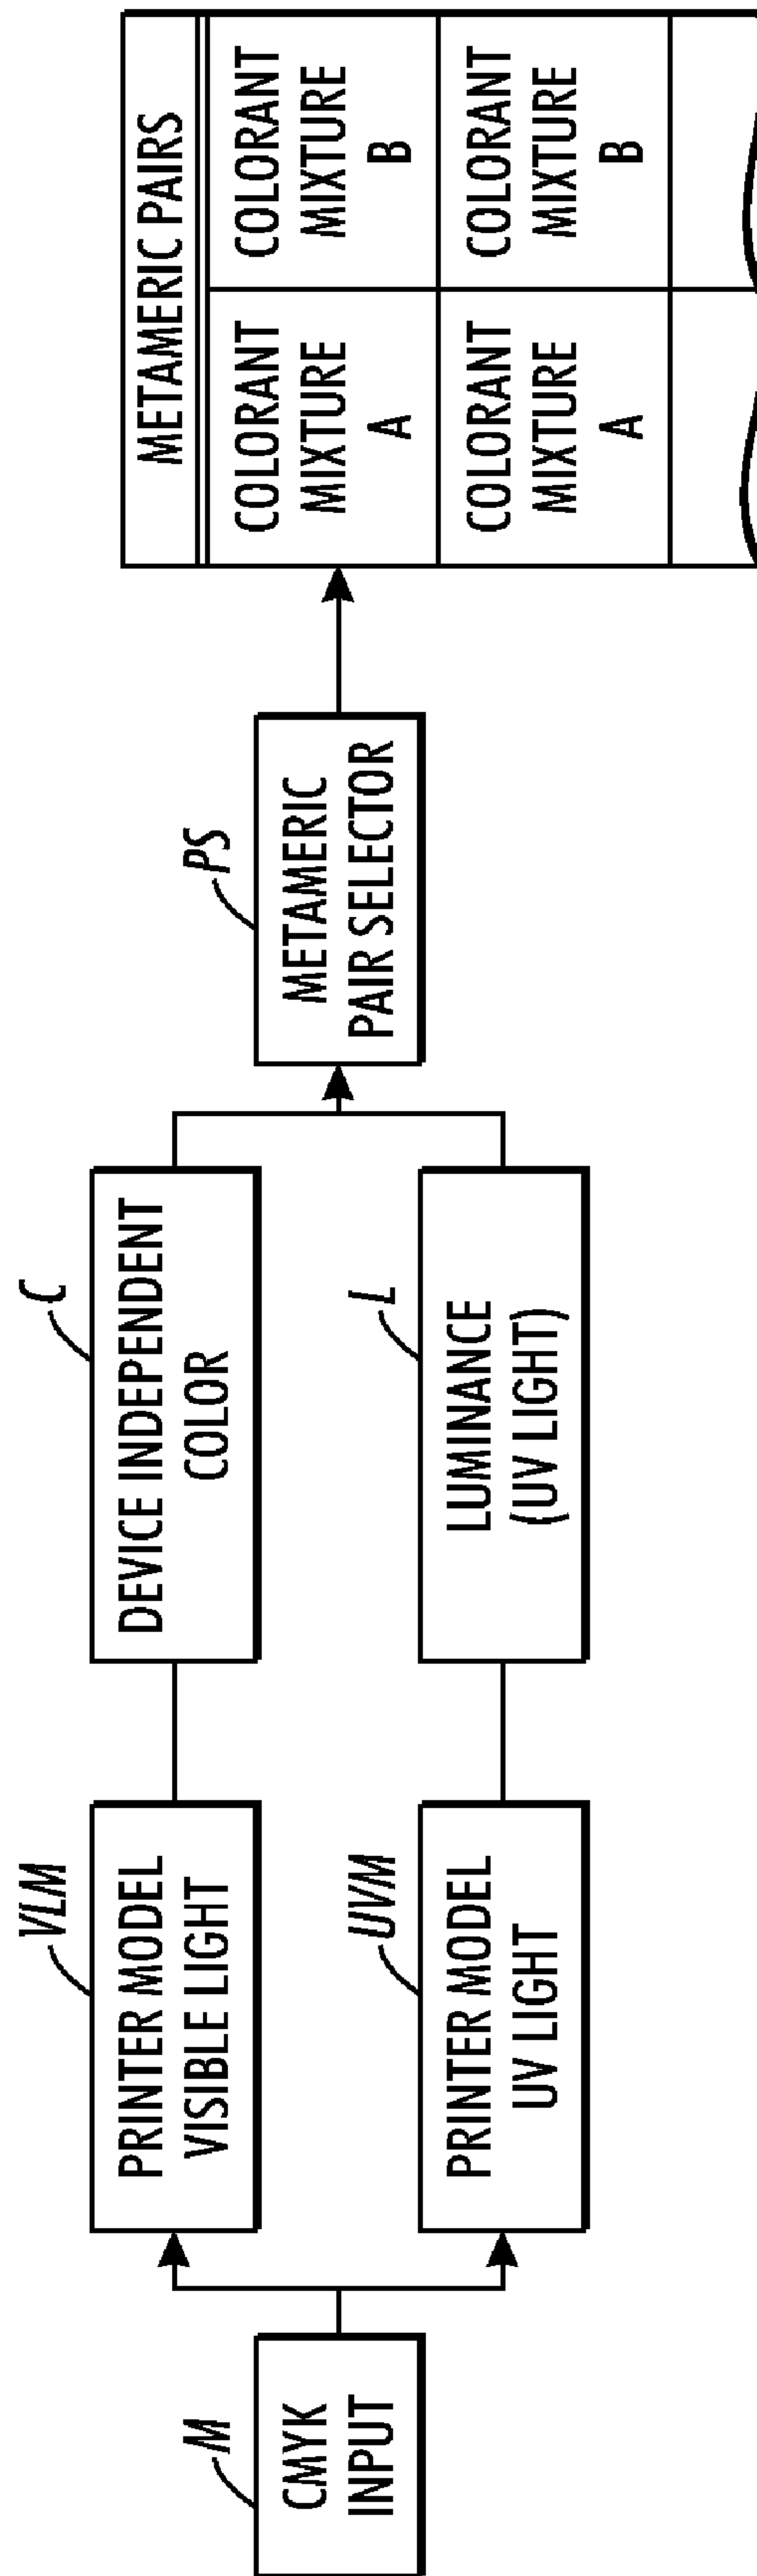 M
CMYK
INPUT
VLM
PRINTER MODEL
VISIBLE LIGHT
UVM
PRINTER MODEL
UV LIGHT
C
DEVICE INDEPENDENT
COLOR
L
LUMINANCE
(UV LIGHT)
PS
METAMERIC
PAIR SELECTOR
METAMERIC PAIRS
COLORANT
MIXTURE
A
COLORANT
MIXTURE
B
COLORANT
MIXTURE
A
COLORANT
MIXTURE
B